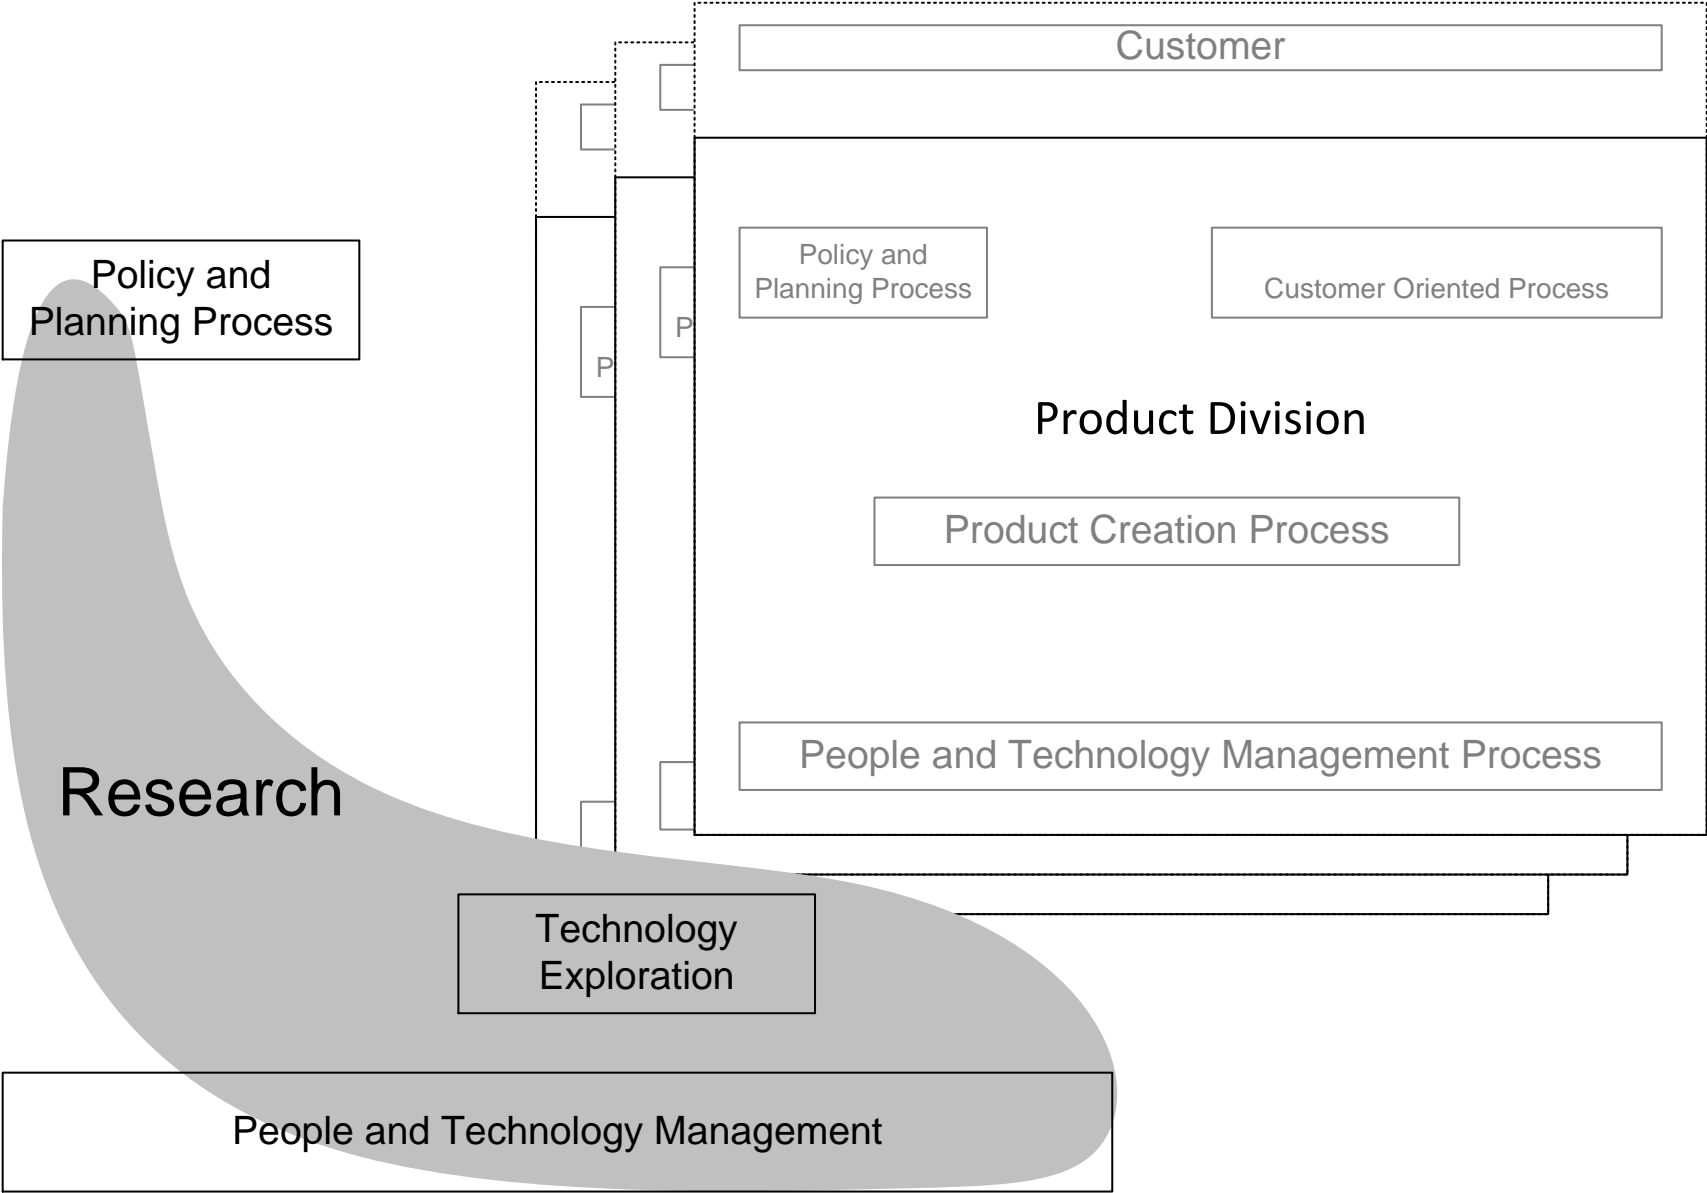 Customer
Policy and
Planning Process
Customer Oriented Process
P
P
Policy and
Planning Process
Product Division
Product Creation Process
People and Technology Management Process
Research
Technology
Exploration
People and Technology Management